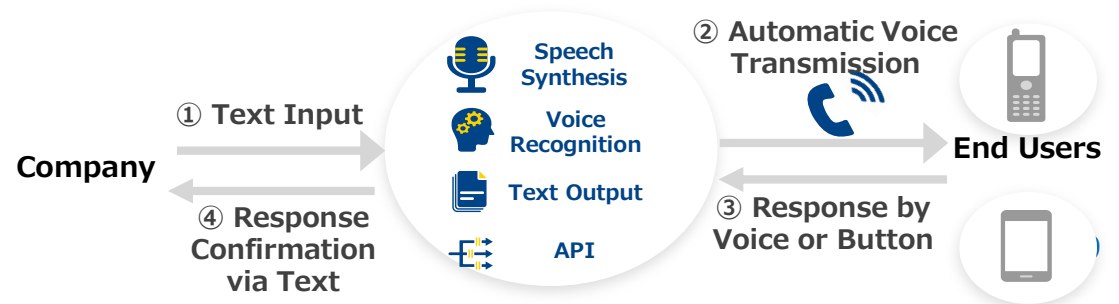 Company
① Text Input
④ Response
Confirmation
via Text
Speech
Synthesis
Voice
Recognition
Text Output
API
② Automatic Voice
Transmission
③ Response by
Voice or Button
End Users